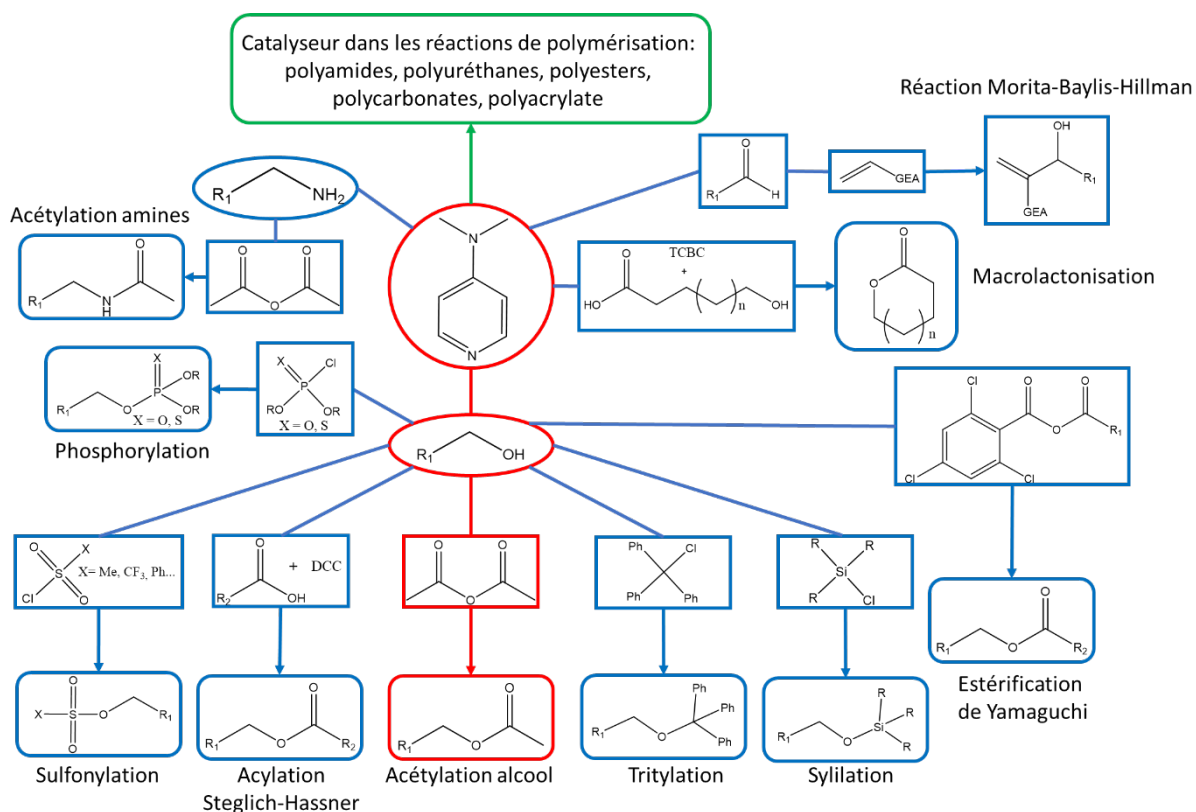 Catalyseur dans les réactions de polymérisation:
polyamides, polyuréthanes, polyesters,
polycarbonates, polyacrylate
Réaction Morita-Baylis-Hillman
O
R1
H
GEA
OH
R1
GEA
R1
NH2
Acétylation amines
O
R1
N
H
O
O
O
N
N
O
HO
TCBC
+
n
OH
O
O
n
Macrolactonisation
X
OR
P
R1
O
OR
X = O, S
X
Cl
P
RO
OR
X = O, S
Phosphorylation
R1
OH
Cl
O
O
O
R1
Cl
Cl
O
X
S
X= Me, CF3, Ph...
Cl
O
O
+ DCC
R2
OH
O
O
O
Ph
Cl
Ph
Ph
R
R
Si
R
Cl
O
X
S
O
R1
O
O
R1
O
R2
O
R1
O
Ph
Ph
R1
O
Ph
R
R
Si
R1
O
R
O
R1
O
R2
Estérification
de Yamaguchi
Sulfonylation
Acylation
Steglich-Hassner
Acétylation alcool
Tritylation
Sylilation